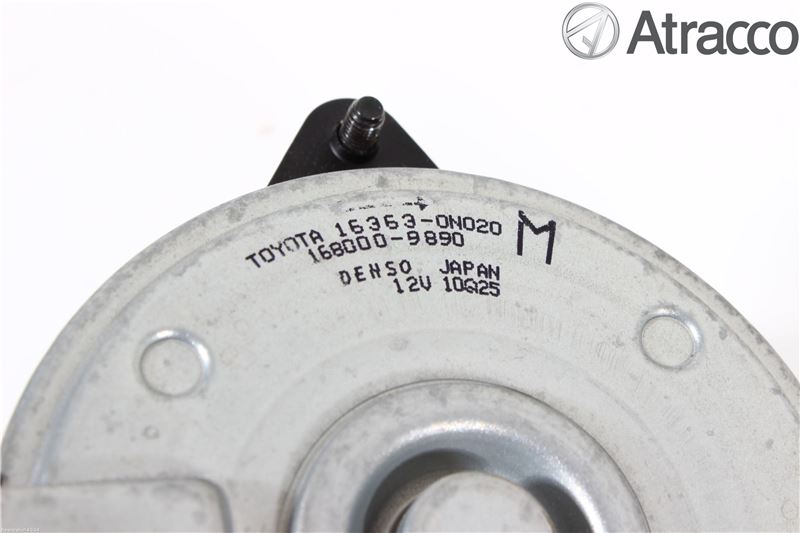 Atracco
TOYOTA 16363-0N020 M
168000-9890
DENSO JAPAN
12V 10Q25